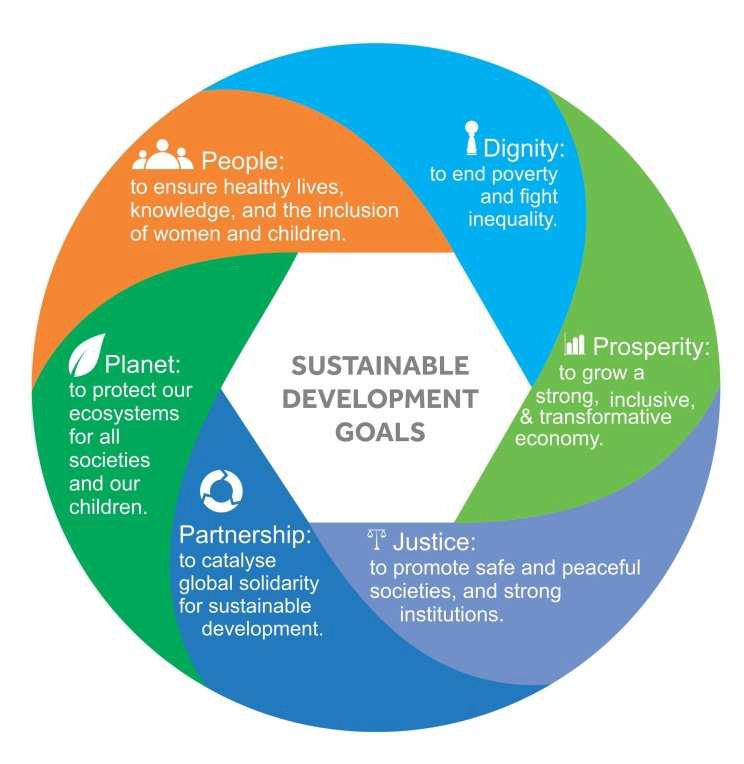 SUSTAINABLE
DEVELOPMENT
GOALS
Dignity:
to end poverty
and fight
inequality.
Prosperity:
to grow a
strong, inclusive,
& transformative
economy.
Justice:
to promote safe and peaceful
societies, and strong
institutions.
Partnership:
to catalyse
global solidarity
for sustainable
development.
Planet:
to protect our
ecosystems
for all
societies
and our
children.
People:
to ensure healthy lives,
knowledge, and the inclusion
of women and children.